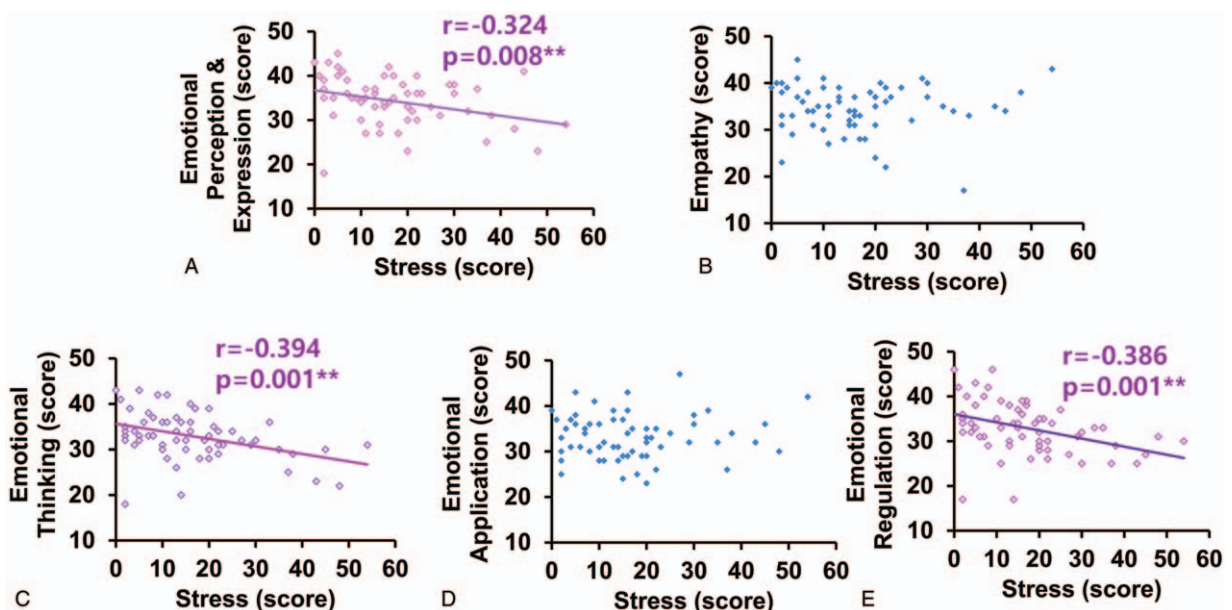 r=-0.324
p=0.008**
Emotional
Perception &
Expression (score)
50
40
30
20
10
0 10 20 30 40 50 60
Stress (score)
A
Empathy (score)
50
40
30
20
10
0 10 20 30 40 50 60
Stress (score)
B
r=-0.394
p=0.001**
Emotional
Thinking (score)
50
40
30
20
10
0 10 20 30 40 50 60
Stress (score)
C
Emotional
Application (score)
50
40
30
20
10
0 10 20 30 40 50 60
Stress (score)
D
r=-0.386
p=0.001**
Emotional
Regulation (score)
50
40
30
20
10
0 10 20 30 40 50 60
Stress (score)
E